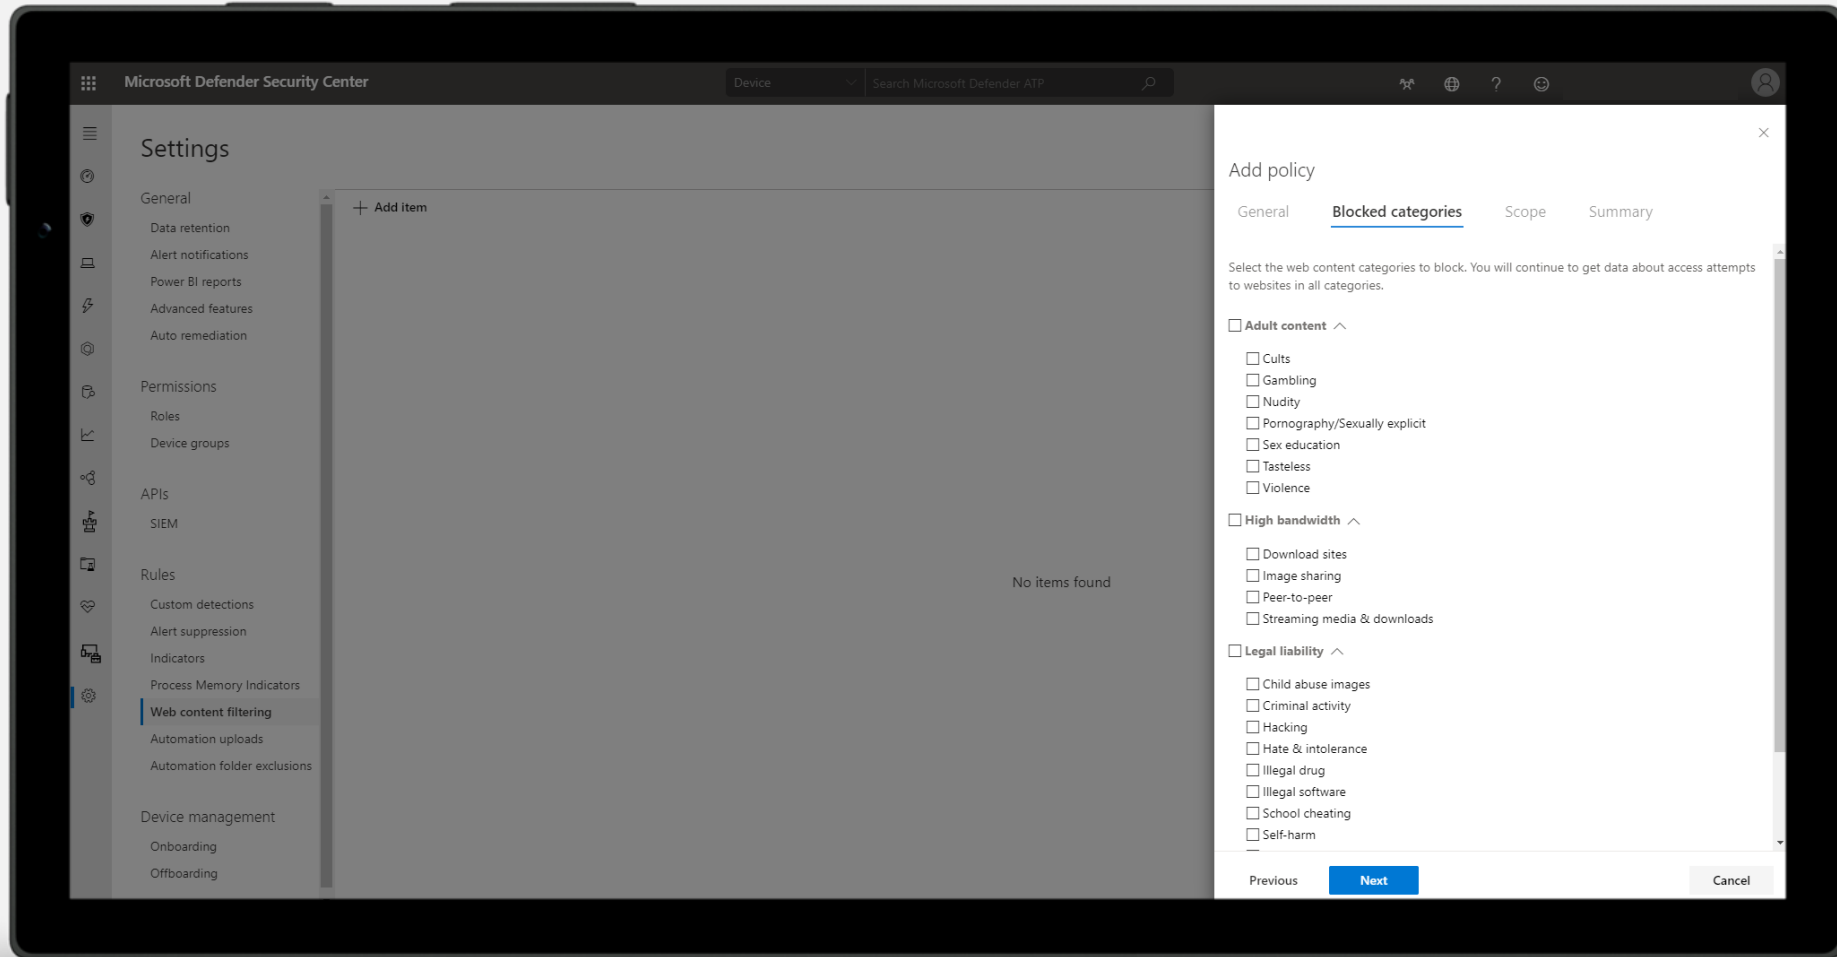 Microsoft Defender Security Center
Device
Search Microsoft Defender ATP
?
Settings
General
Data retention
Alert notifications
Power BI reports
Advanced features
Auto remediation
Permissions
Roles
Device groups
APIs
SIEM
Rules
Custom detections
Alert suppression
Indicators
Process Memory Indicators
Web content filtering
Automation uploads
Automation folder exclusions
Device management
Onboarding
Offboarding
Add item
No items found
Add policy
General Blocked categories Scope Summary
Select the web content categories to block. You will continue to get data about access attempts
to websites in all categories.
Adult content
Cults
Gambling
Nudity
Pornography/Sexually explicit
Sex education
Tasteless
Violence
High bandwidth
Download sites
Image sharing
Peer-to-peer
Streaming media & downloads
Legal liability
Child abuse images
Criminal activity
Hacking
Hate & intolerance
Illegal drug
Illegal software
School cheating
Self-harm
Previous Next Cancel